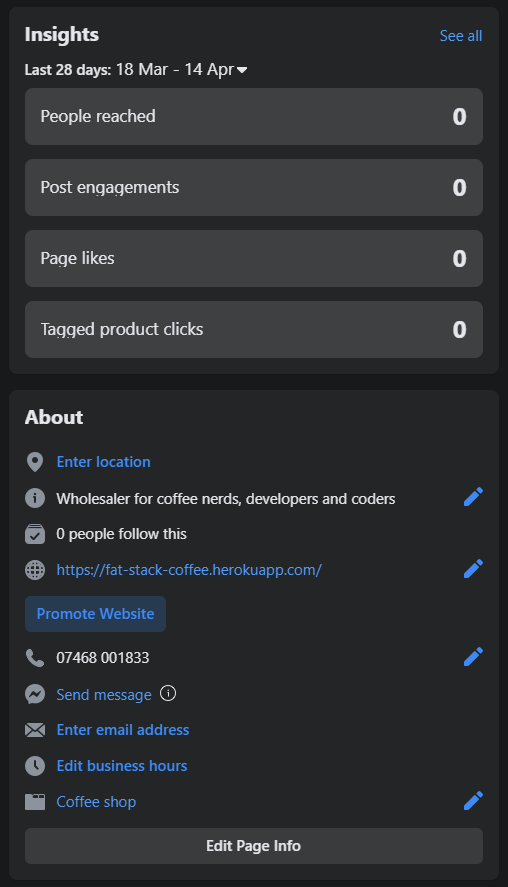 Insights See all
Last 28 days: 18 Mar - 14 Apr
People reached 0
Post engagements 0
Page likes 0
Tagged product clicks 0
About
Enter location
Wholesaler for coffee nerds, developers and coders
0 people follow this
https://fat-stack-coffee.herokuapp.com/
Promote Website
07468 001833
Send message
Enter email address
Edit business hours
Coffee shop
Edit Page Info